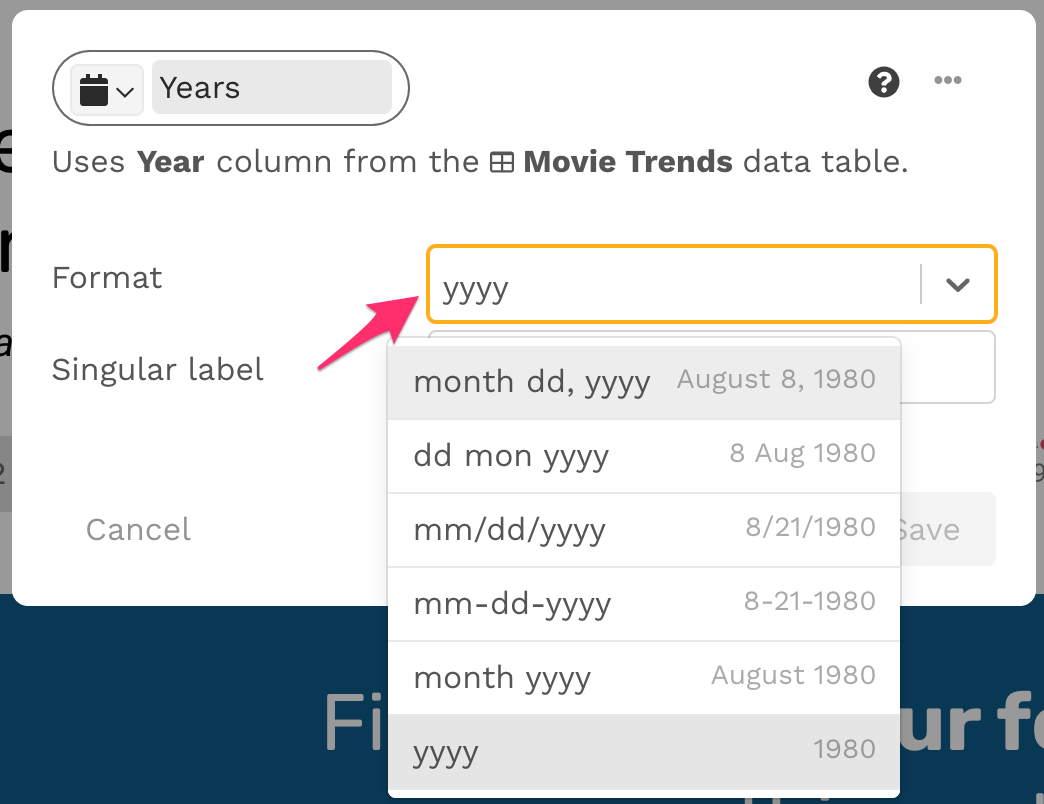 Years
Uses Year column from the Movie Trends data table.
Format
yyyy
Singular label
month dd, yyyy August 8, 1980
dd mon yyyy 8 Aug 1980
mm/dd/yyyy 8/21/1980
mm-dd-yyyy 8-21-1980
month yyyy August 1980
yyyy 1980
Cancel
Save
Fi
ur f